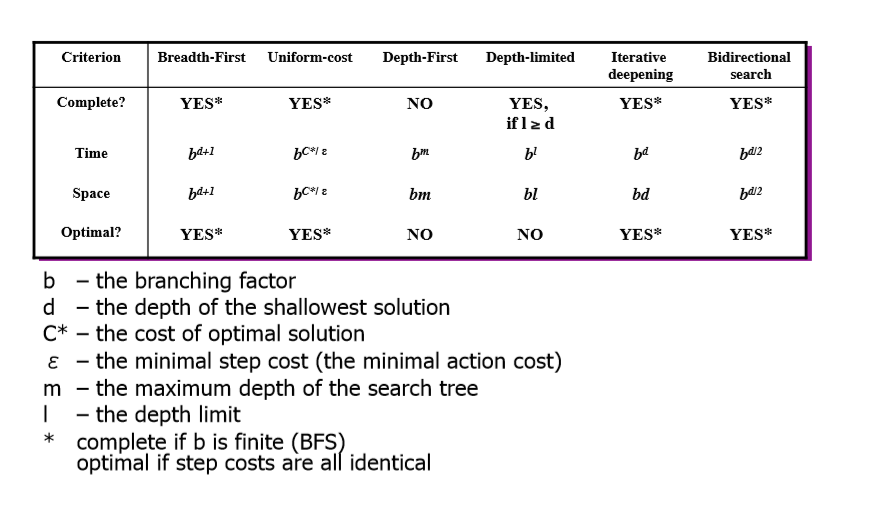 Criterion Breadth-First Uniform-cost Depth-First Depth-limited Iterative deepening Bidirectional search
Complete? YES* YES* NO YES, if l ≥ d YES* YES*
Time b^d+1 b^C*/ ε b^m b^l b^d b^d/2
Space b^d+1 b^C*/ ε bm bl bd b^d/2
Optimal? YES* YES* NO NO YES* YES*
b – the branching factor
d – the depth of the shallowest solution
C* – the cost of optimal solution
ε – the minimal step cost (the minimal action cost)
m – the maximum depth of the search tree
l – the depth limit
* complete if b is finite (BFS)
optimal if step costs are all identical